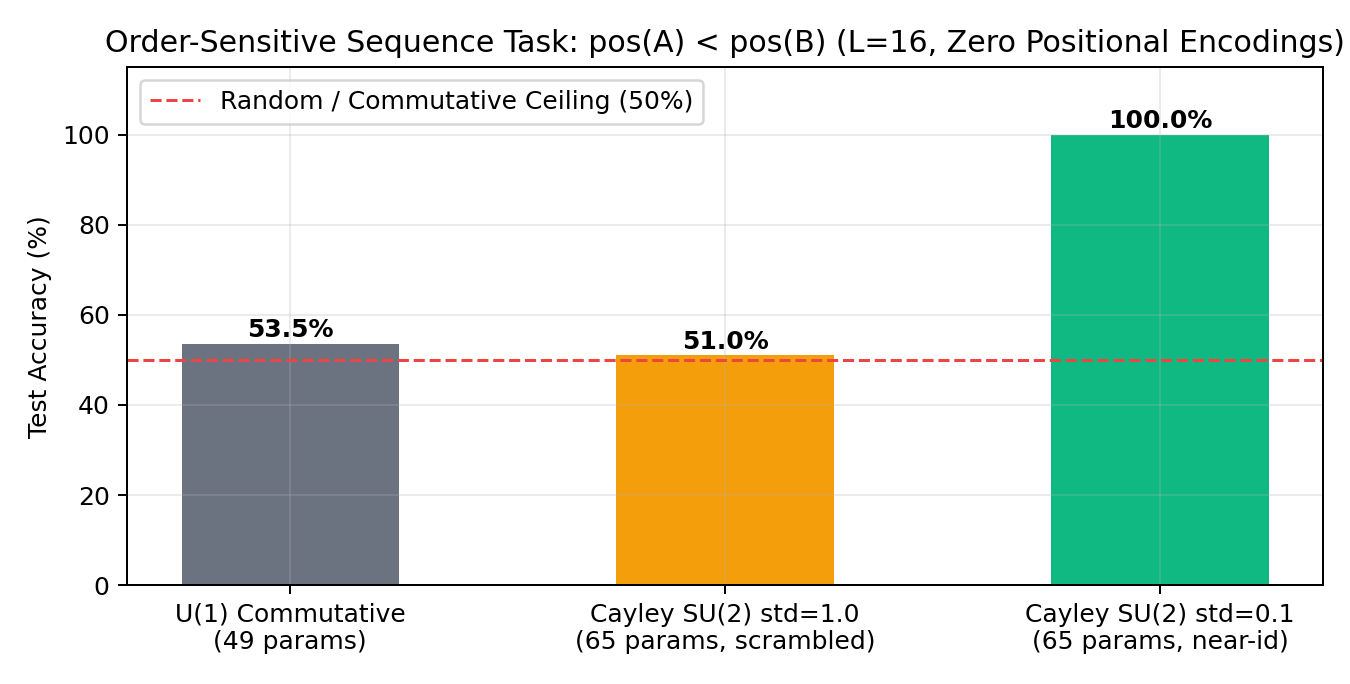 Order-Sensitive Sequence Task: pos(A) < pos(B) (L=16, Zero Positional Encodings)
Random / Commutative Ceiling (50%)
Test Accuracy (%)
100
80
60
40
20
0
53.5%
51.0%
100.0%
U(1) Commutative
(49 params)
Cayley SU(2) std=1.0
(65 params, scrambled)
Cayley SU(2) std=0.1
(65 params, near-id)